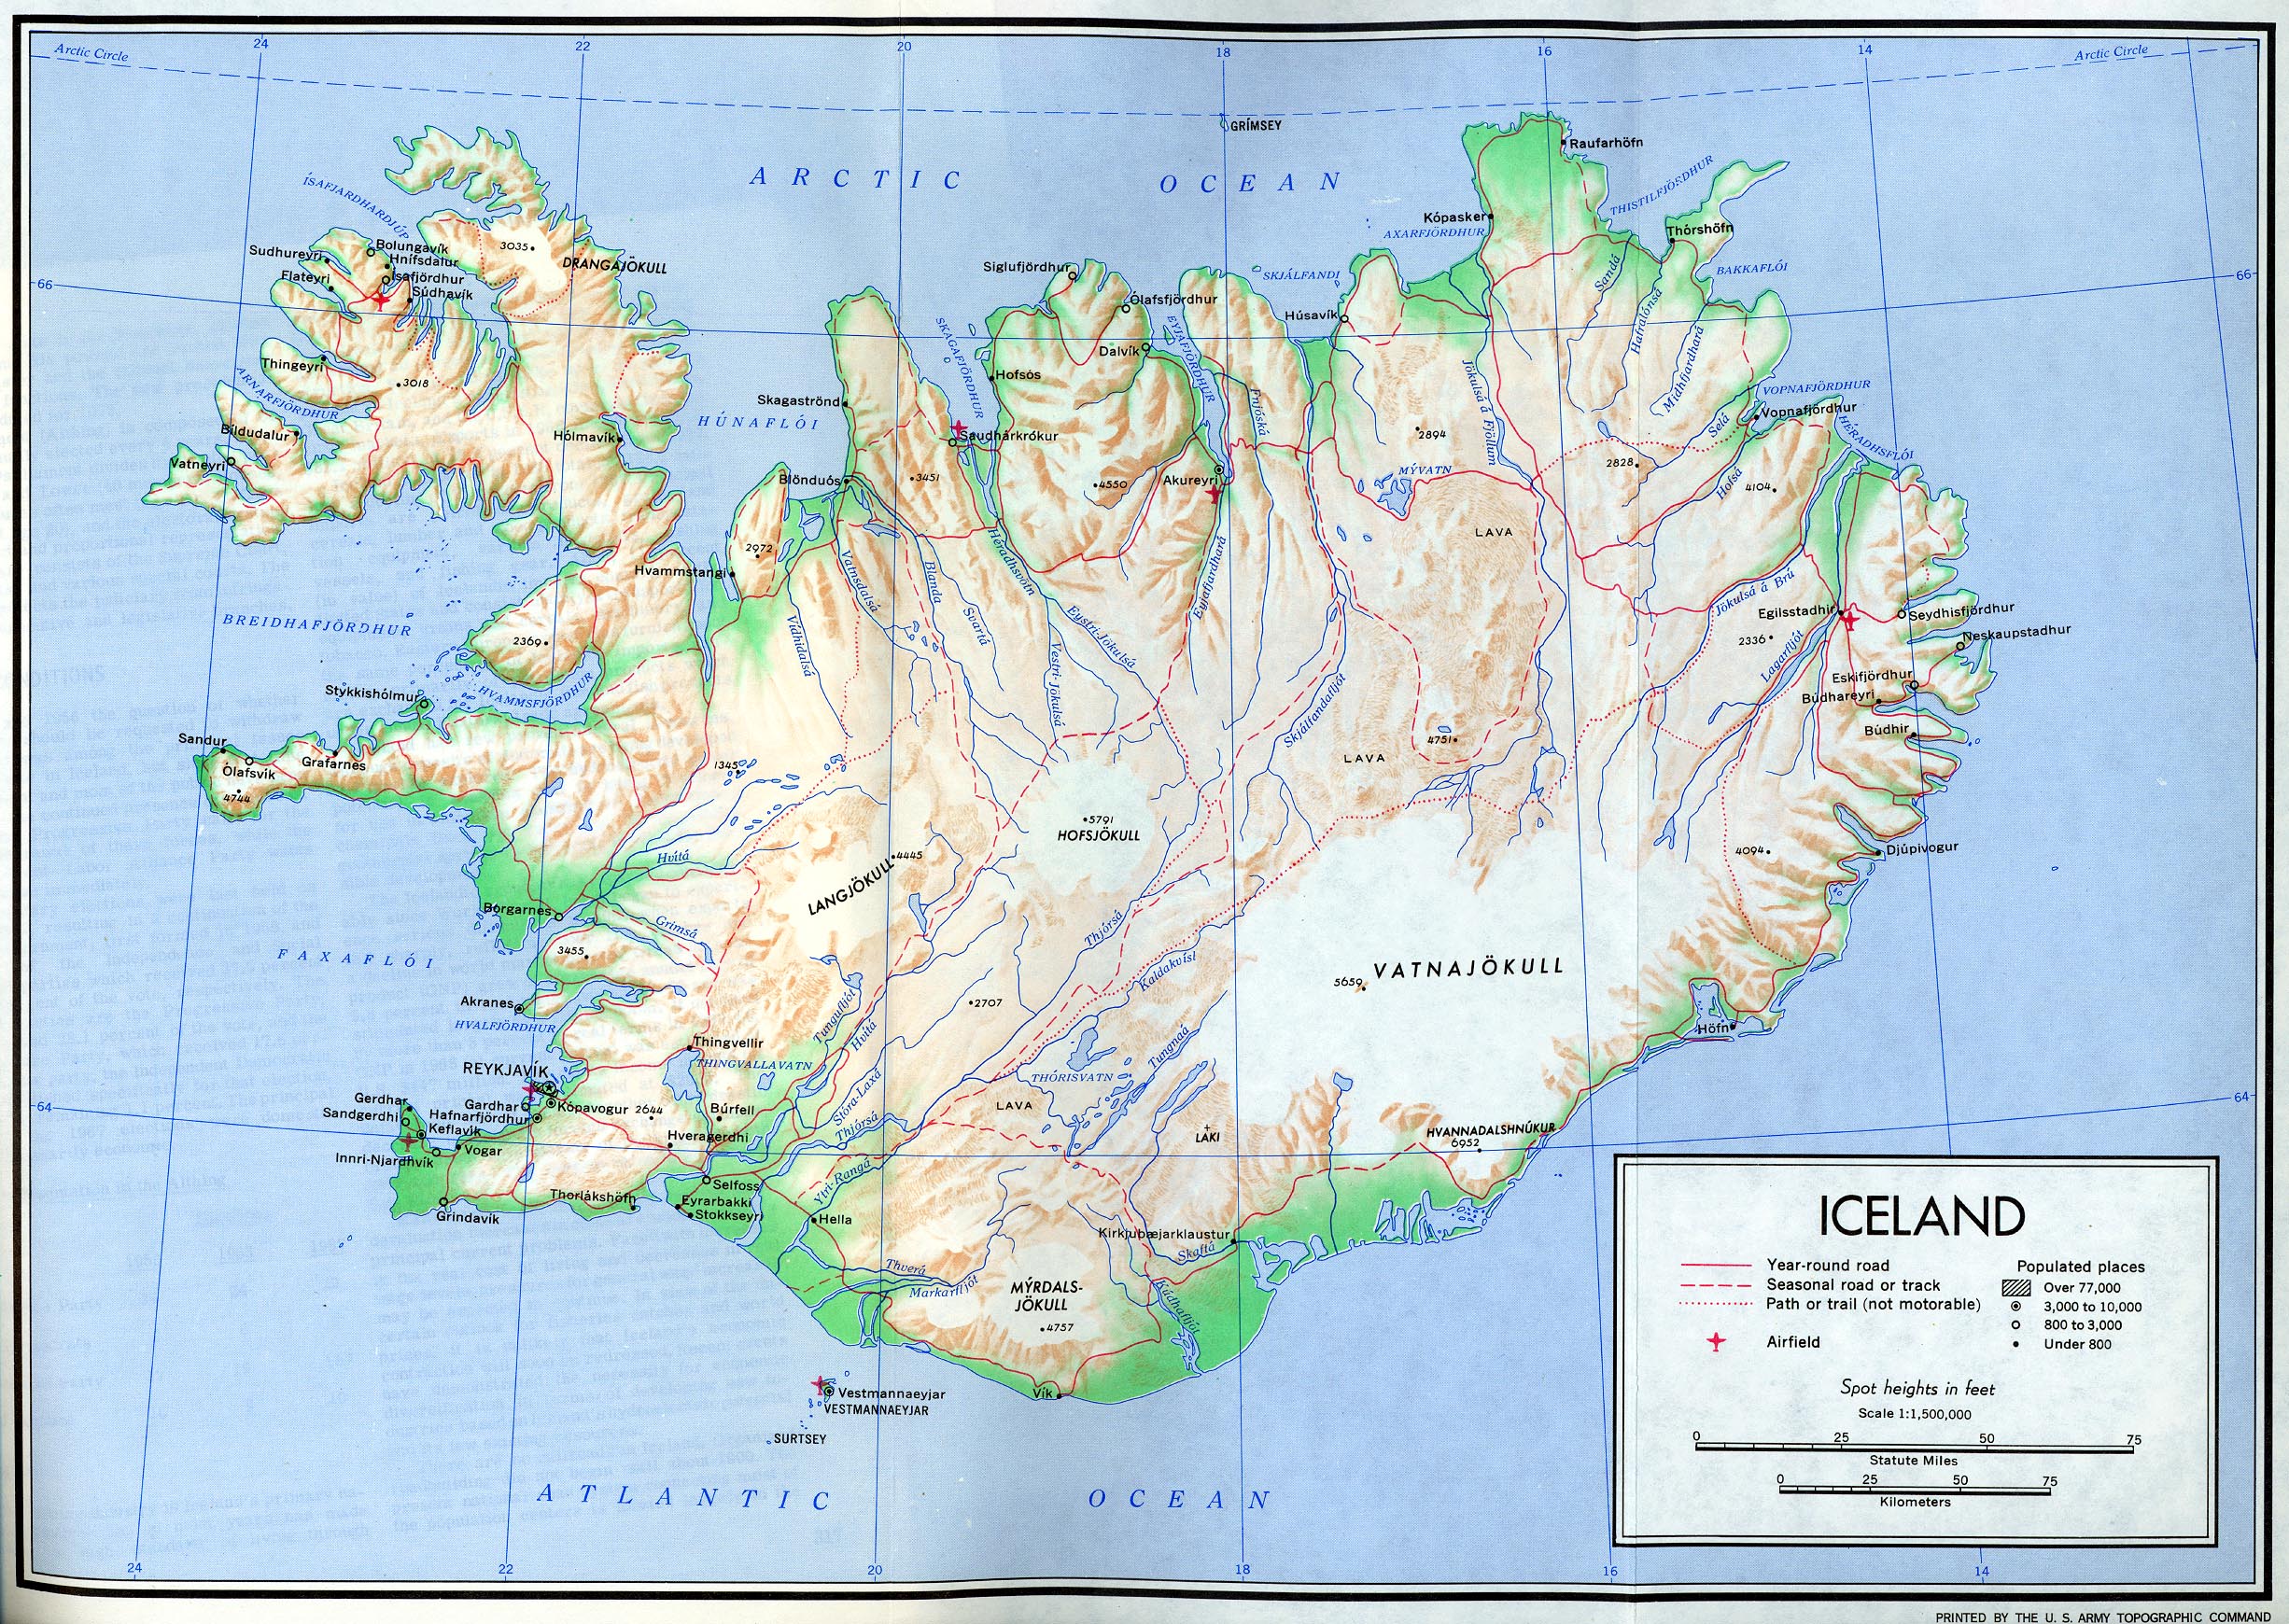 24
22
20
18
16
14
Arctic Circle
Arctic Circle
GRÍMSEY
ARCTIC OCEAN
Raufarhöfn
THISTILFJÖRDHUR
ÍSAFJARDHARDJÚP
Kópasker
AXARFJÖRDHUR
Thórshöfn
Bolungavík
Sudhureyri
Hnífsdalur
3035
DRANGAJÖKULL
Siglufjördhur
SKJÁLFANDI
Sandá
BAKKAFLÓI
66
66
Flateyri
Ísafjördhur
Súdhavík
Ólafsfjördhur
Húsavík
Hafralónsá
Midhfjardhará
SKAGAFJÖRDHUR
EYJAFJÖRDHUR
Dalvík
Thingeyri
3018
Hofsós
Fnjóská
Jökulsá á Fjöllum
ARNARFJÖRDHUR
Skagaströnd
VOPNAFJÖRDHUR
Vopnafjördhur
HÚNAFLÓI
Selá
HÉRADHSFLÓI
Bíldudalur
Hólmavík
Saudhárkrókur
2894
Vatneyri
2828
MÝVATN
Blönduós
3451
4550
Akureyri
Hofsá
4104
LAVA
2972
Hvammstangi
Héradhsvötn
Vatnsdalsá
Blanda
Svartá
Eyjafjardhará
Jökulsá á Brú
Egilsstadhir
Seydhisfjördhur
BREIDHAFJÖRDHUR
2369
Vídhidalsá
Eystri-Jökulsá
Vestri-Jökulsá
2336
Neskaupstadhur
Lagarfljót
Stykkishólmur
HVAMMSFJÖRDHUR
Skjálfandafljót
Eskifjördhur
Búdhareyri
Búdhir
Sandur
Grafarnes
Ólafsvík
4744
1345
4751
LAVA
5791
HOFSJÖKULL
Hvítá
4445
LANGJÖKULL
4094
Djúpivogur
Borgarnes
Grímsá
Thjórsá
3455
FAXAFLÓI
Kaldakvísl
VATNAJÖKULL
5659
Akranes
HVALFJÖRDHUR
2707
Tungufljót
Hvítá
Höfn
Thingvellir
THINGVALLAVATN
Tungnaá
REYKJAVÍK
THÓRISVATN
64
64
Gerdhar
Sandgerdhi
Gardhar
Hafnarfjördhur
Kópavogur
2644
Búrfell
Stóra-Laxá
LAVA
Keflavík
Thjórsá
LAKI
HVANNADALSHNÚKUR
6952
Hveragerdhi
Innri-Njardhvík
Vogar
Ytri-Rangá
Selfoss
Thorlákshöfn
Eyrarbakki
Stokkseyri
Grindavík
Hella
Kirkjubæjarklaustur
Skaftá
Thverá
Markarfljót
MÝRDALS-
JÖKULL
4757
Kúdhafljót
Vík
Vestmannaeyjar
VESTMANNAEYJAR
SURTSEY
ATLANTIC OCEAN
ICELAND
Year-round road
Seasonal road or track
Path or trail (not motorable)
Airfield
Populated places
Over 77,000
3,000 to 10,000
800 to 3,000
Under 800
Spot heights in feet
Scale 1:1,500,000
0 25 50 75
Statute Miles
0 25 50 75
Kilometers
24
22
20
18
16
14
PRINTED BY THE U. S. ARMY TOPOGRAPHIC COMMAND